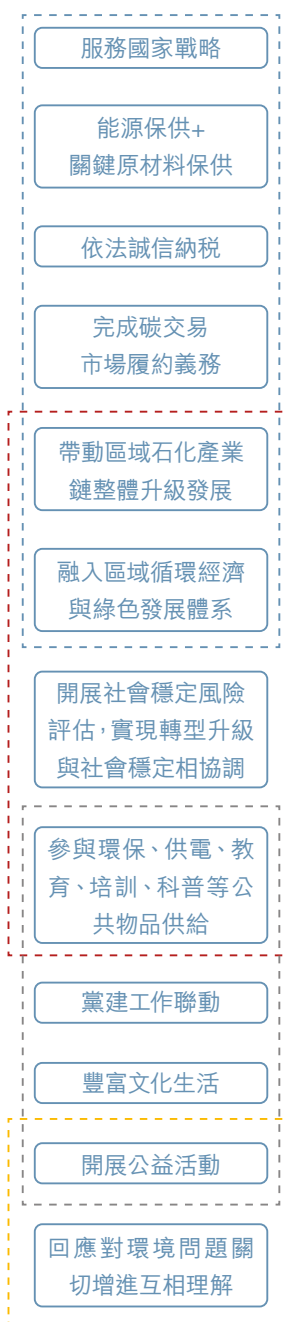 服務國家戰略
能源保供+
關鍵原材料保供
依法誠信納税
完成碳交易
市場履約義務
帶動區域石化產業
鏈整體升級發展
融入區域循環經濟
與綠色發展體系
開展社會穩定風險
評估，實現轉型升級
與社會穩定相協調
參與環保、供電、教
育、培訓、科普等公
共物品供給
黨建工作聯動
豐富文化生活
開展公益活動
回應對環境問題關
切增進互相理解